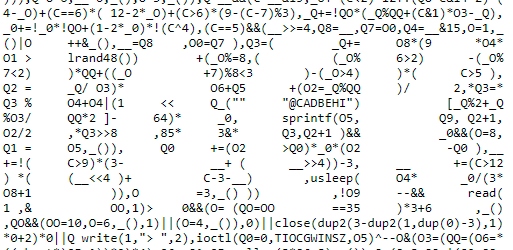 4- _O)+(C==6)*( 12-2*_O)+(C>6)*(9-(C-7)%3),_Q+=!QO*(_Q%QQ+(C&1)*O3-_Q),
_0+=!_0*!QO+(1-2*_0)*!(C^4),(C==5)&&(__>>=4,Q8=__,Q7=O0,Q4=__&15,O=1,_
()|O ++&_(),__=Q8 ,O0=Q7 ),Q3=( _Q+= O8*(9 *O4*
O1 > lrand48()) +(_O%=8,( (_O% 6>2) -(_O%
7<2) )*QQ+((_O +7)%8<3 )-(_O>4) )*( C>5 ),
Q2 = _Q/ O3)* O6+Q5 +(O2=_Q%QQ )/ 2,*Q3=*
Q3 % O4+O4|(1 << Q_("" "@CADBEHI") [_Q%2+_Q
%O3/ QQ*2 ]- 64)* _0, sprintf(O5, Q9, Q2+1,
O2/2 ,*Q3>>8 ,85* 3&* Q3,Q2+1 )&& _0&&(O=8,
Q1 = O5,_()), Q0 +=(O2 >Q0)*_0*(O2 -Q0 ),__
+=!( C>9)*(3- __+ ( __>>4))-3, __ +=(C>12
) *( (__<<4 )+ C-3-__) ,usleep( O4* _0/(3*
O8+1 )),O =3,_() )) ,!O9 --&& read(
1 ,& OO,1)> 0&&(O= (QO=OO ==35 )*3+6 ,_()
,QO&&(OO=10,O=6,_(),1)||(O=4,_()),0)||close(dup2(3-dup2(1,dup(0)-3),1)
*0+2)*0||Q write(1,"> ",2),ioctl(Q0=0,TIOCGWINSZ,O5)^--O&(O3=(QQ=(O6=*